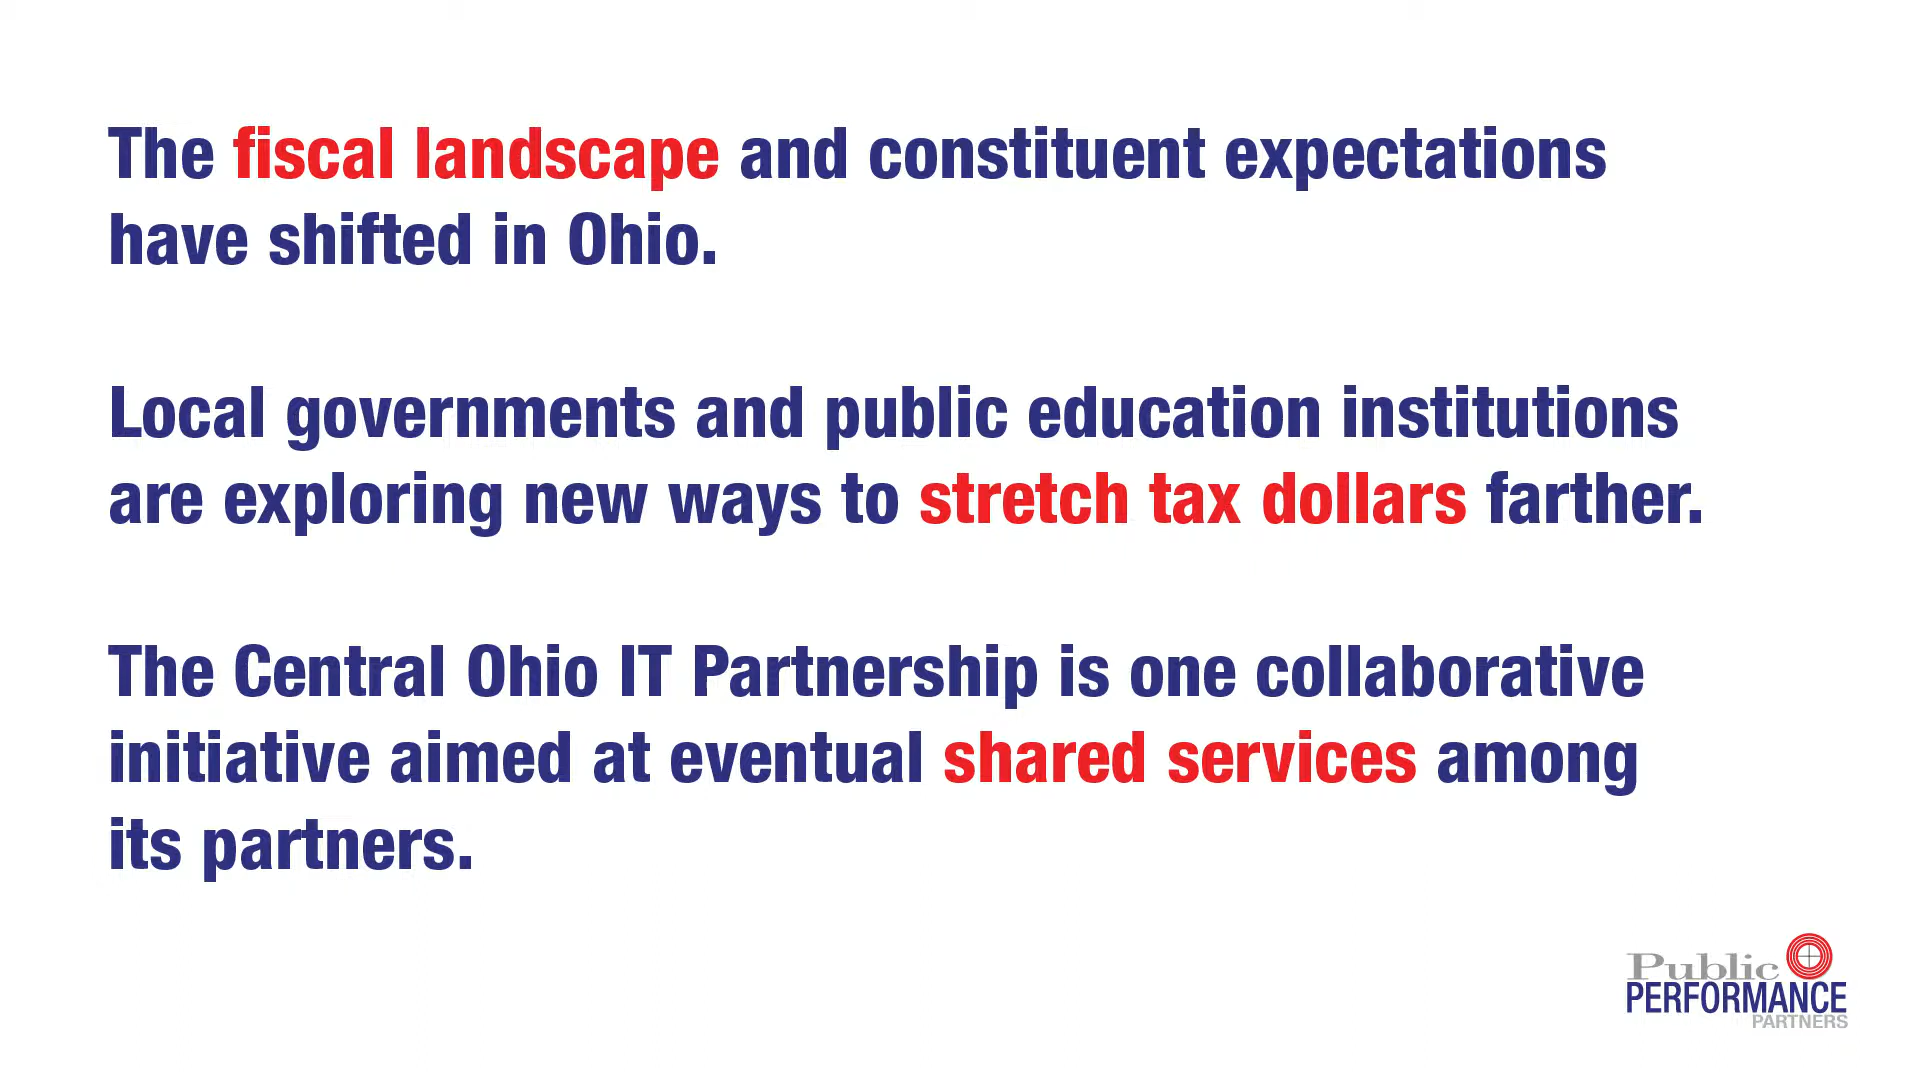 The fiscal landscape and constituent expectations
have shifted in Ohio.
Local governments and public education institutions
are exploring new ways to stretch tax dollars farther.
The Central Ohio IT Partnership is one collaborative
initiative aimed at eventual shared services among
its partners.
Public
PERFORMANCE
PARTNERS